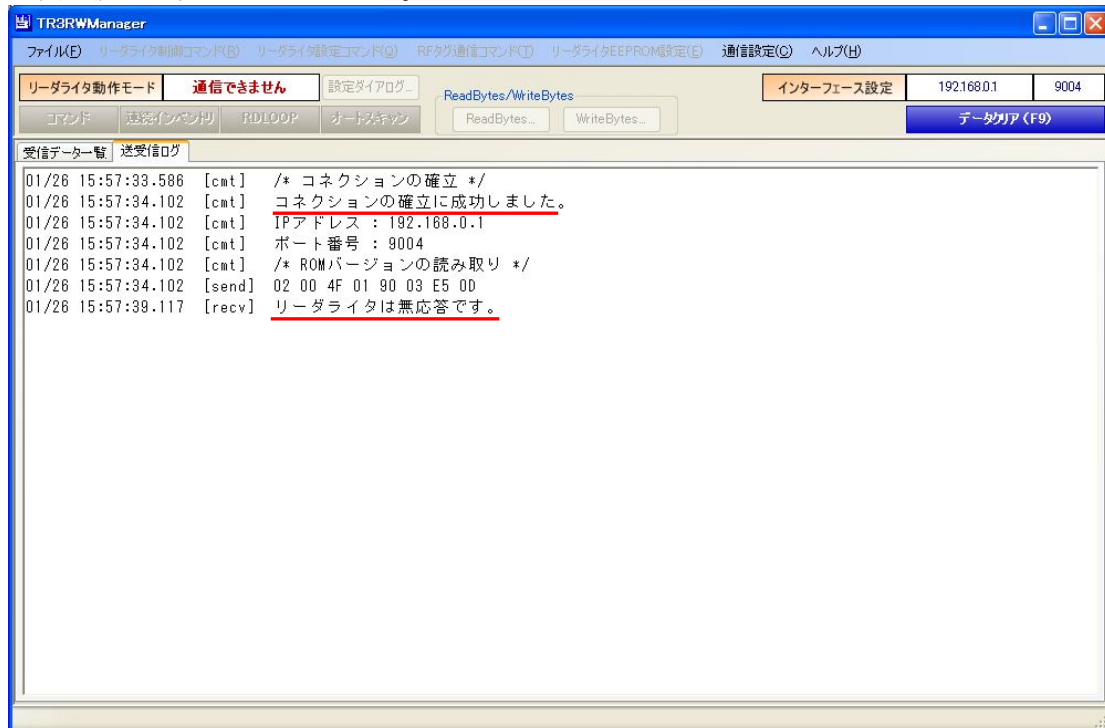 TR3RWManager
ファイル(F) リーダライタ制御コマンド(R) リーダライタ設定コマンド(Q) RFタグ通信コマンド(T) リーダライタEEPROM設定(E) 通信設定(C) ヘルプ(H)
リーダライタ動作モード 通信できません 設定ダイアログ... ReadBytes/WriteBytes インターフェース設定 192.168.0.1 9004
コマンド 連続インベントリ RDLOOP オートスキャン ReadBytes... WriteBytes... データクリア (F9)
受信データ一覧 送受信ログ
01/26 15:57:33.586 [cmt] /* コネクションの確立 */
01/26 15:57:34.102 [cmt] コネクションの確立に成功しました。
01/26 15:57:34.102 [cmt] IPアドレス : 192.168.0.1
01/26 15:57:34.102 [cmt] ポート番号 : 9004
01/26 15:57:34.102 [cmt] /* ROMバージョンの読み取り */
01/26 15:57:34.102 [send] 02 00 4F 01 90 03 E5 0D
01/26 15:57:39.117 [recv] リーダライタは無応答です。